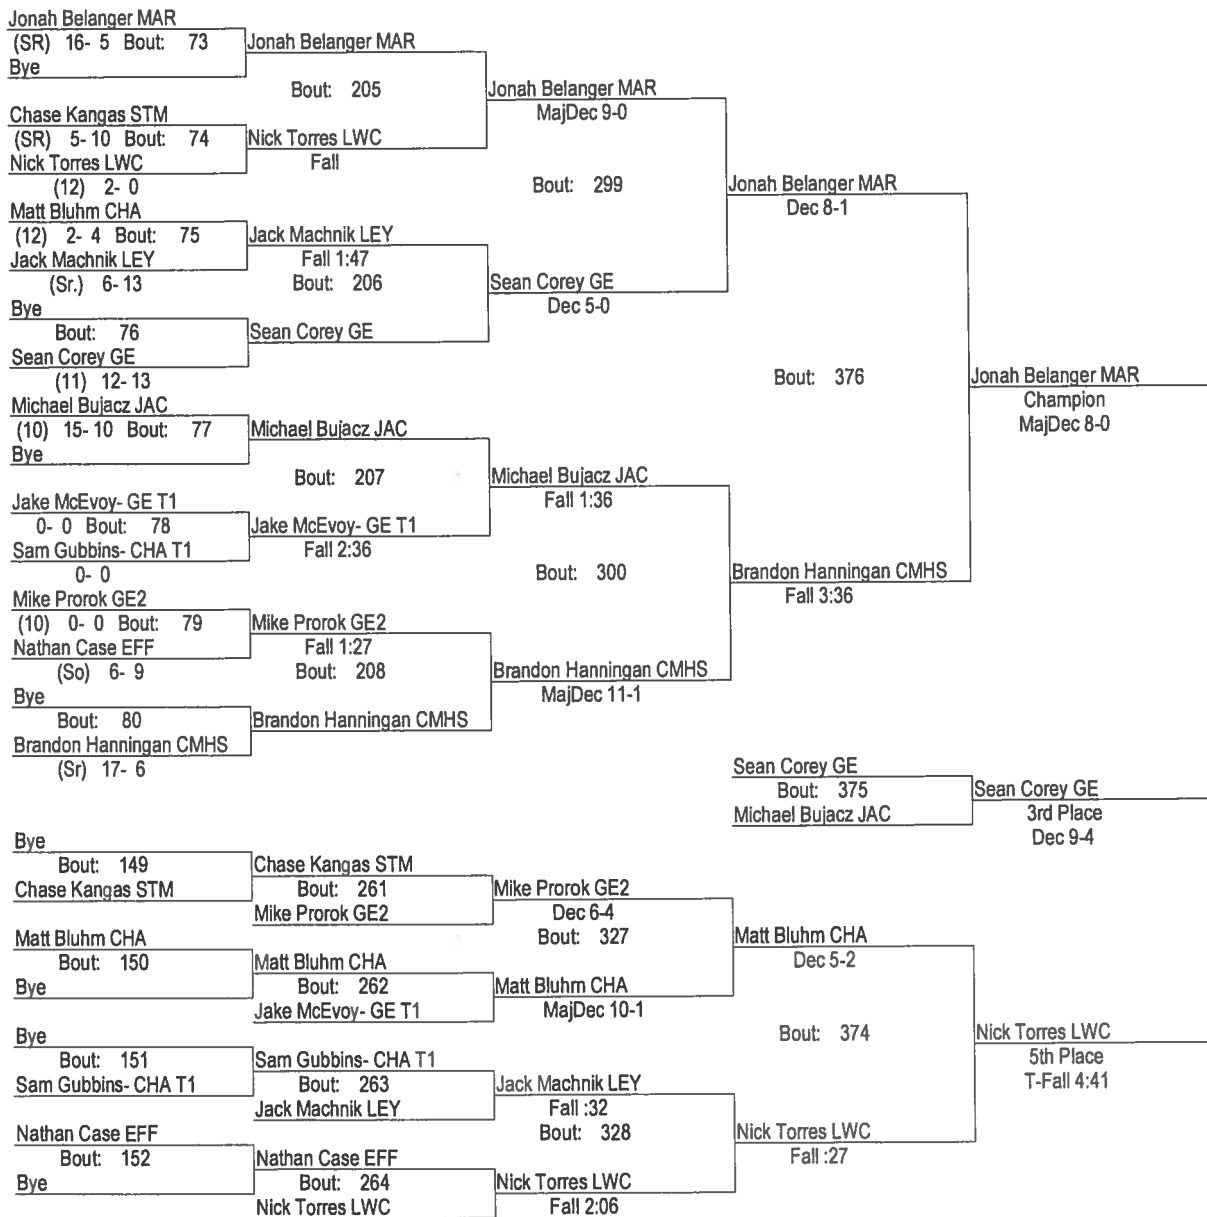 Jonah Belanger MAR
(SR) 16- 5 Bout: 73
Bye
Jonah Belanger MAR
Bout: 205
Chase Kangas STM
(SR) 5- 10 Bout: 74
Nick Torres LWC
(12) 2- 0
Nick Torres LWC
Fall
Jonah Belanger MAR
MajDec 9-0
Bout: 299
Matt Bluhm CHA
(12) 2- 4 Bout: 75
Jack Machnik LEY
(Sr.) 6- 13
Jack Machnik LEY
Fall 1:47
Bout: 206
Bye
Bout: 76
Sean Corey GE
(11) 12- 13
Sean Corey GE
Sean Corey GE
Dec 5-0
Jonah Belanger MAR
Dec 8-1
Bout: 376
Jonah Belanger MAR
Champion
MajDec 8-0
Michael Bujacz JAC
(10) 15- 10 Bout: 77
Bye
Michael Bujacz JAC
Bout: 207
Jake McEvoy- GE T1
0- 0 Bout: 78
Sam Gubbins- CHA T1
0- 0
Jake McEvoy- GE T1
Fall 2:36
Michael Bujacz JAC
Fall 1:36
Bout: 300
Mike Prorok GE2
(10) 0- 0 Bout: 79
Nathan Case EFF
(So) 6- 9
Mike Prorok GE2
Fall 1:27
Bout: 208
Bye
Bout: 80
Brandon Hanningan CMHS
(Sr) 17- 6
Brandon Hanningan CMHS
Brandon Hanningan CMHS
MajDec 11-1
Brandon Hanningan CMHS
Fall 3:36
Sean Corey GE
Bout: 375
Michael Bujacz JAC
Sean Corey GE
3rd Place
Dec 9-4
Bye
Bout: 149
Chase Kangas STM
Chase Kangas STM
Bout: 261
Mike Prorok GE2
Mike Prorok GE2
Dec 6-4
Bout: 327
Matt Bluhm CHA
Bout: 150
Bye
Matt Bluhm CHA
Bout: 262
Jake McEvoy- GE T1
Matt Bluhm CHA
MajDec 10-1
Matt Bluhm CHA
Dec 5-2
Bout: 374
Bye
Bout: 151
Sam Gubbins- CHA T1
Sam Gubbins- CHA T1
Bout: 263
Jack Machnik LEY
Jack Machnik LEY
Fall :32
Bout: 328
Nathan Case EFF
Bout: 152
Bye
Nathan Case EFF
Bout: 264
Nick Torres LWC
Nick Torres LWC
Fall 2:06
Nick Torres LWC
Fall :27
Nick Torres LWC
5th Place
T-Fall 4:41